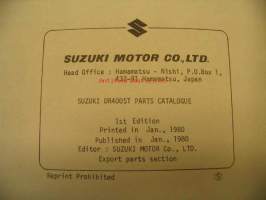 SUZUKI MOTOR CO., LTD.
Head Office : Hamamatsu - Nishi, P.O.Box 1,
432-91 Hamamatsu, Japan
SUZUKI DR400ST PARTS CATALOGUE
1st Edition
Printed in Jan., 1980
Published in Jan., 1980
Editor : SUZUKI MOTOR Co., LTD.
Export parts section
Reprint Prohibited